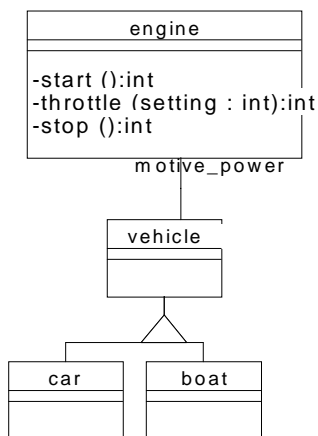 engine
-start ():int
-throttle (setting : int):int
-stop ():int
motive_power
vehicle
car
boat